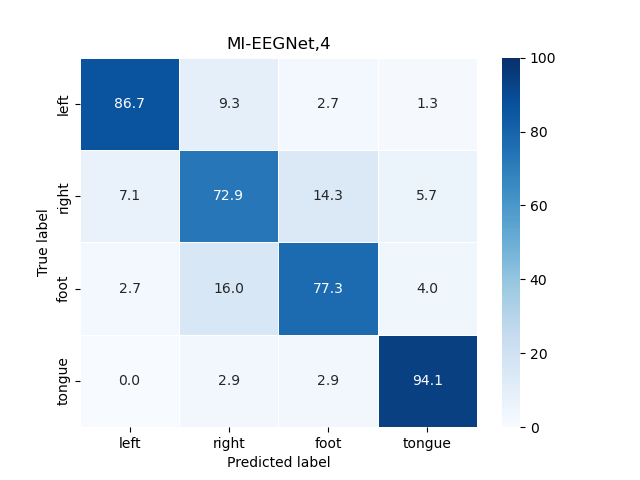 MI-EEGNet,4
True label
left 86.7 9.3 2.7 1.3
right 7.1 72.9 14.3 5.7
foot 2.7 16.0 77.3 4.0
tongue 0.0 2.9 2.9 94.1
left right foot tongue
Predicted label
100
80
60
40
20
0